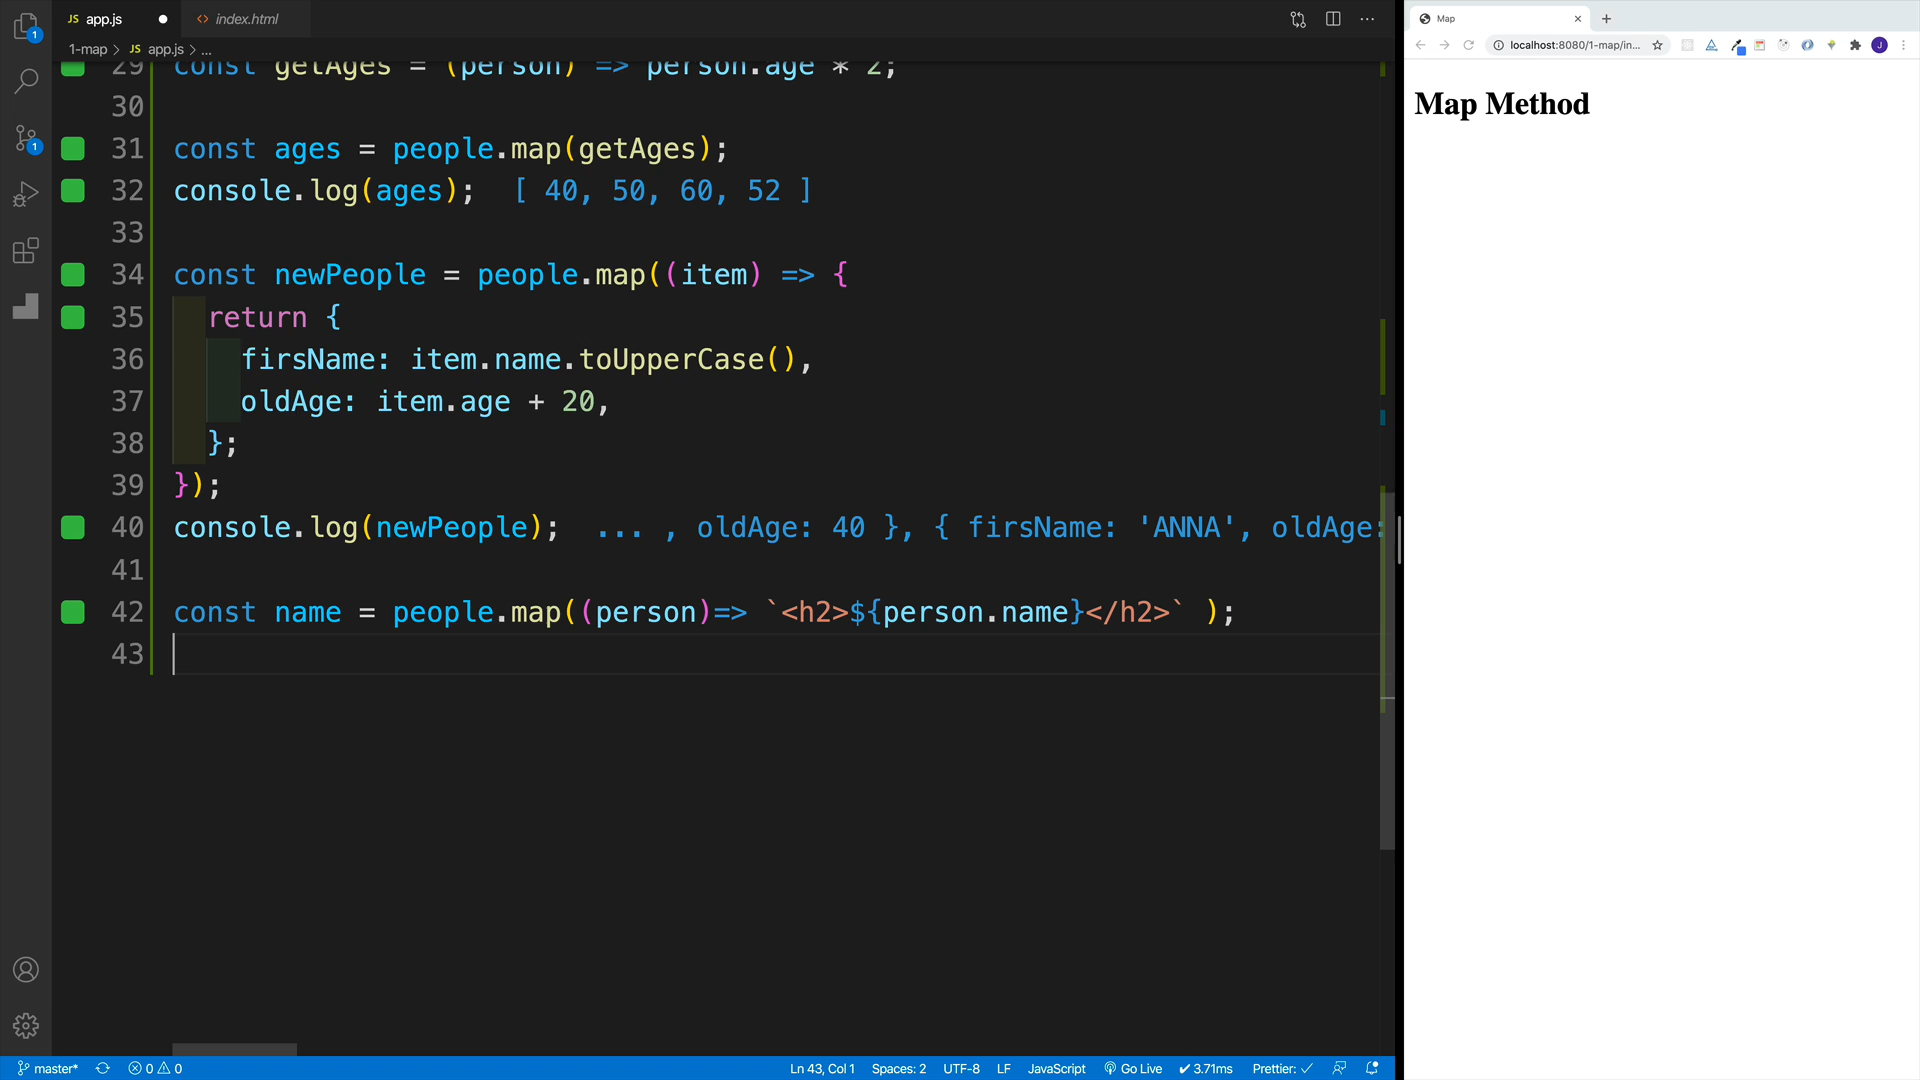 JS app.js
<> index.html
1-map > JS app.js > ...
29 const getAges = (person) => person.age * 2;
30
31 const ages = people.map(getAges);
32 console.log(ages); [ 40, 50, 60, 52 ]
33
34 const newPeople = people.map((item) => {
35 return {
36 firsName: item.name.toUpperCase(),
37 oldAge: item.age + 20,
38 };
39 });
40 console.log(newPeople); ... , oldAge: 40 }, { firsName: 'ANNA', oldAge:
41
42 const name = people.map((person)=> `<h2>${person.name}</h2>` );
43
1
1
master* 0 0 Ln 43, Col 1 Spaces: 2 UTF-8 LF JavaScript Go Live ✔ 3.71ms Prettier: ✓
Map
localhost:8080/1-map/in...
J
Map Method